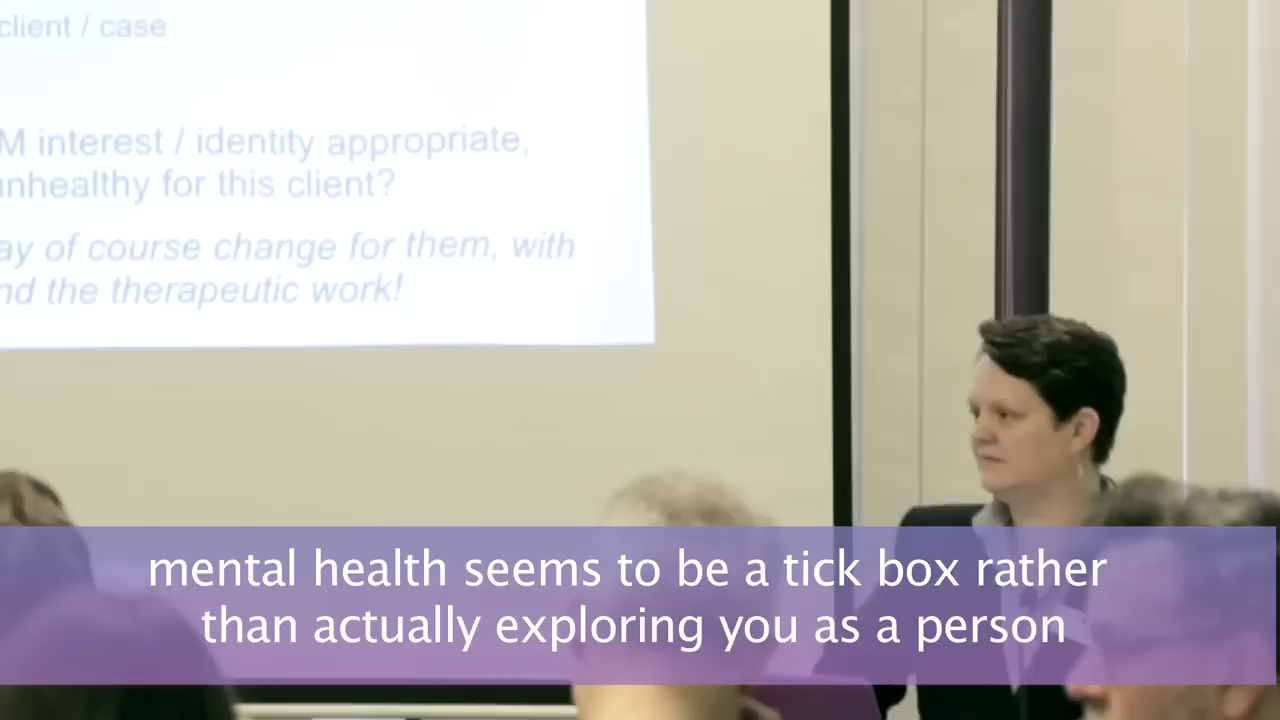 client / case
M interest / identity appropriate,
unhealthy for this client?
ay of course change for them, with
nd the therapeutic work!
mental health seems to be a tick box rather
than actually exploring you as a person